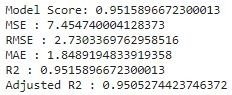 Model Score: 0.9515896672300013
MSE : 7.454740004128373
RMSE : 2.7303369762958516
MAE : 1.8489194833919358
R2 : 0.9515896672300013
Adjusted R2 : 0.9505274423746372